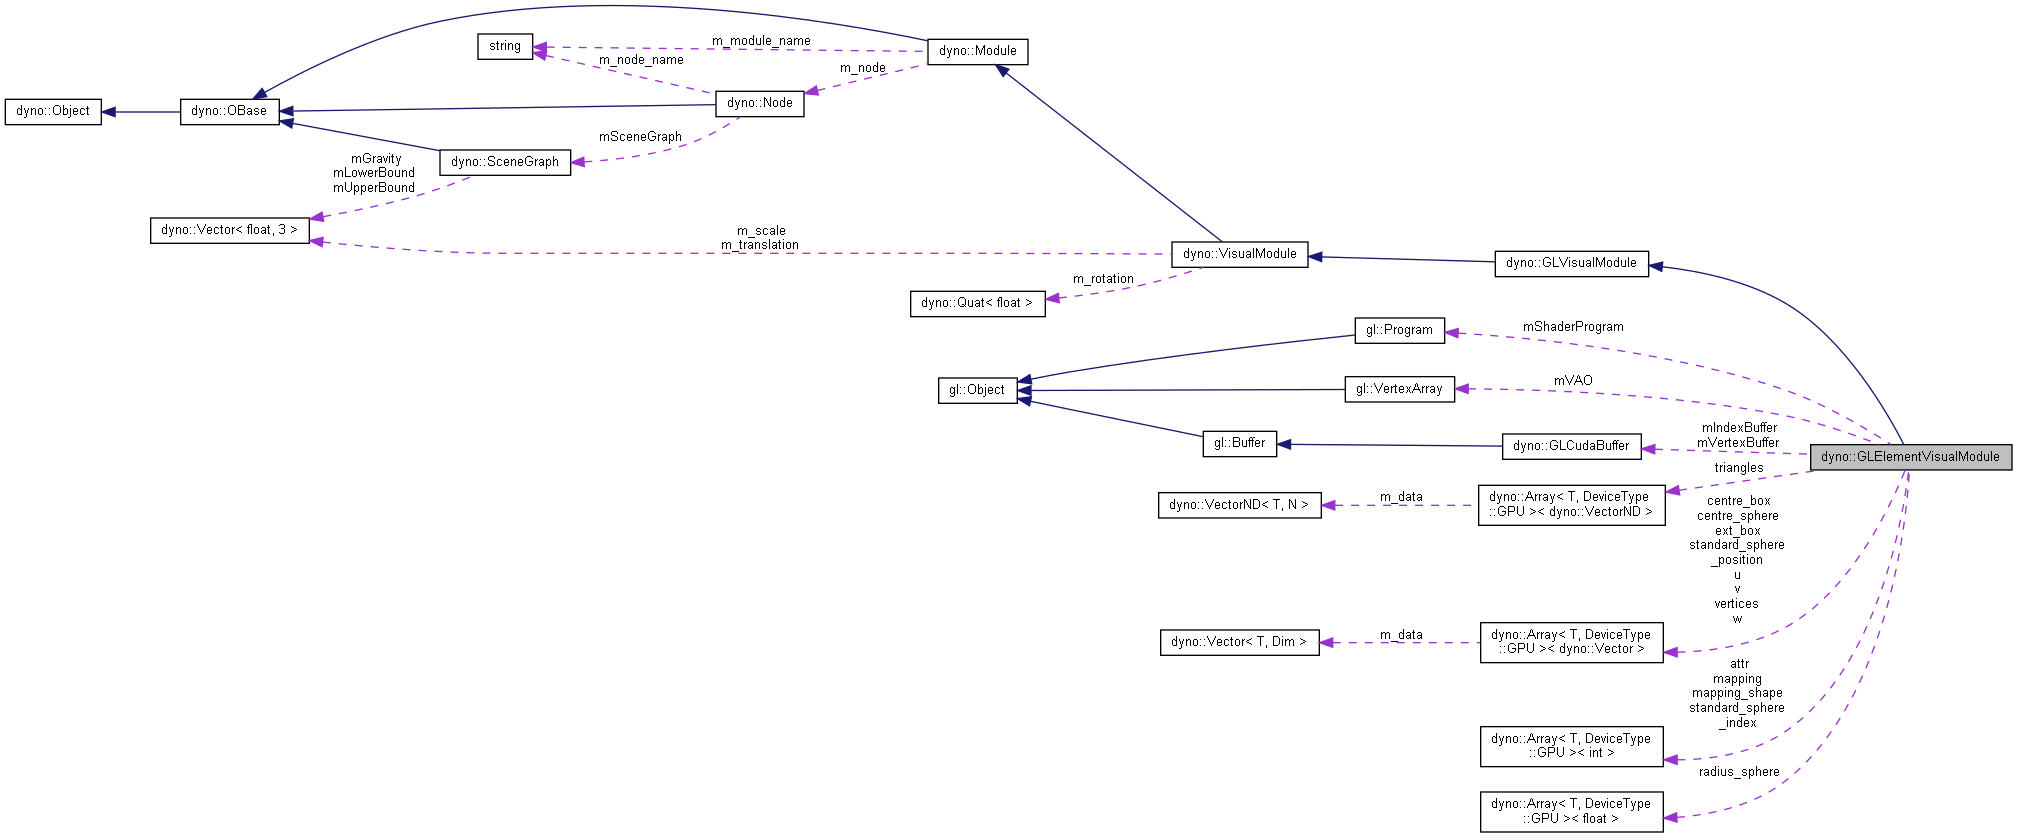 m_module_name
string
dyno::Module
m_node_name
m_node
dyno::Object
dyno::OBase
dyno::Node
mSceneGraph
dyno::SceneGraph
mGravity
mLowerBound
mUpperBound
dyno::Vector< float, 3 >
m_scale
m_translation
dyno::VisualModule
dyno::GLVisualModule
m_rotation
dyno::Quat< float >
gl::Program
mShaderProgram
gl::Object
gl::VertexArray
mVAO
gl::Buffer
dyno::GLCudaBuffer
mIndexBuffer
mVertexBuffer
dyno::GLElementVisualModule
triangles
dyno::VectorND< T, N >
m_data
dyno::Array< T, DeviceType
::GPU >< dyno::VectorND >
centre_box
centre_sphere
ext_box
standard_sphere
_position
u
v
vertices
w
dyno::Vector< T, Dim >
m_data
dyno::Array< T, DeviceType
::GPU >< dyno::Vector >
attr
mapping
mapping_shape
standard_sphere
_index
dyno::Array< T, DeviceType
::GPU >< int >
radius_sphere
dyno::Array< T, DeviceType
::GPU >< float >